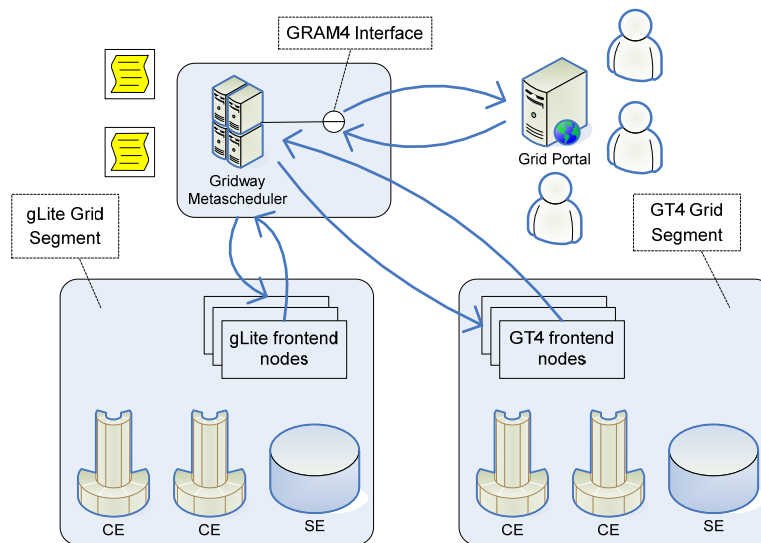 GRAM4 Interface
Grid Portal
Gridway
Metascheduler
gLite Grid
Segment
GT4 Grid
Segment
gLite frontend
nodes
GT4 frontend
nodes
CE
CE
SE
CE
CE
SE